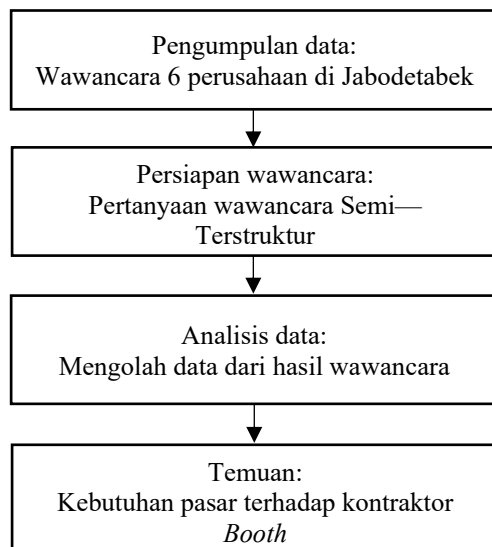 Pengumpulan data:
Wawancara 6 perusahaan di Jabodetabek
Persiapan wawancara:
Pertanyaan wawancara Semi—
Terstruktur
Analisis data:
Mengolah data dari hasil wawancara
Temuan:
Kebutuhan pasar terhadap kontraktor
Booth